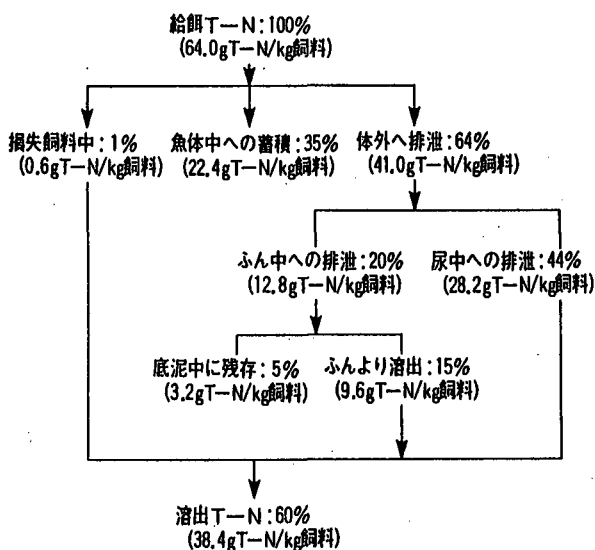 給餌T−N:100%
(64.0gT−N/kg飼料)
損失飼料中:1%
(0.6gT−N/kg飼料)
魚体中への蓄積:35%
(22.4gT−N/kg飼料)
体外へ排泄:64%
(41.0gT−N/kg飼料)
ふん中への排泄:20%
(12.8gT−N/kg飼料)
尿中への排泄:44%
(28.2gT−N/kg飼料)
底泥中に残存:5%
(3.2gT−N/kg飼料)
ふんより溶出:15%
(9.6gT−N/kg飼料)
溶出T−N:60%
(38.4gT−N/kg飼料)